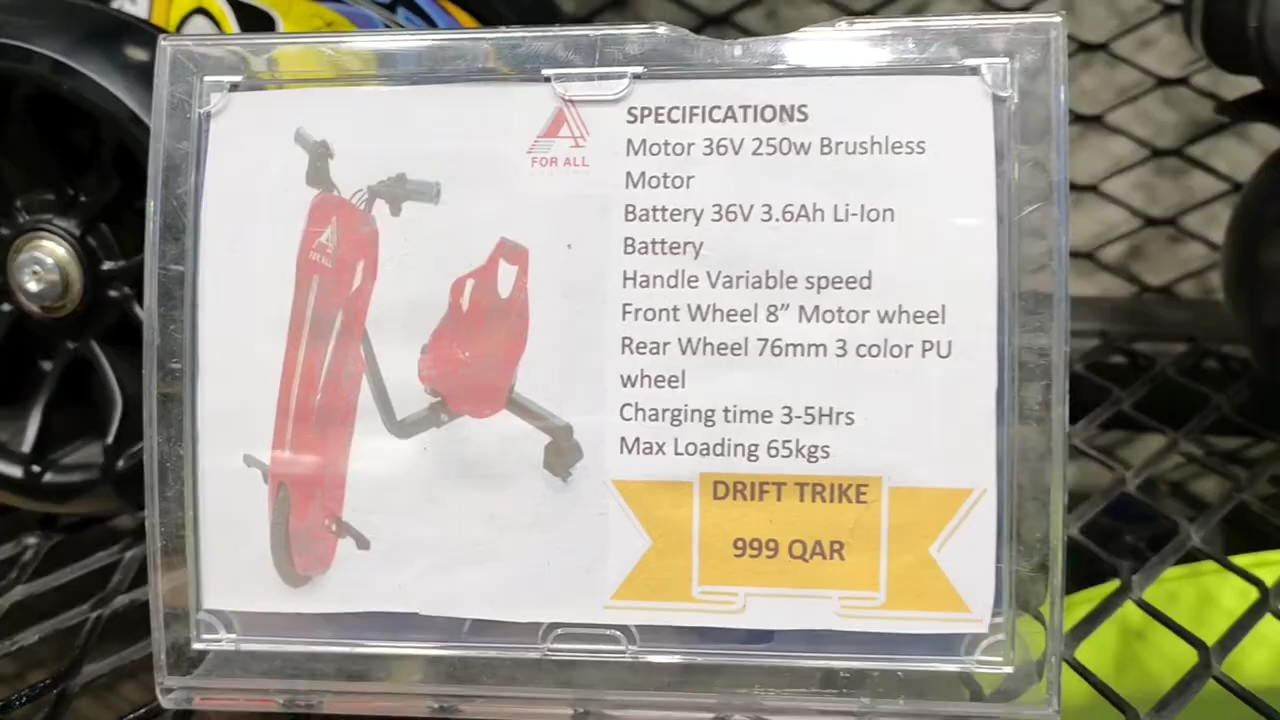 FOR ALL
FOR ALL
SPECIFICATIONS
Motor 36V 250w Brushless
Motor
Battery 36V 3.6Ah Li-Ion
Battery
Handle Variable speed
Front Wheel 8” Motor wheel
Rear Wheel 76mm 3 color PU
wheel
Charging time 3-5Hrs
Max Loading 65kgs
DRIFT TRIKE
999 QAR